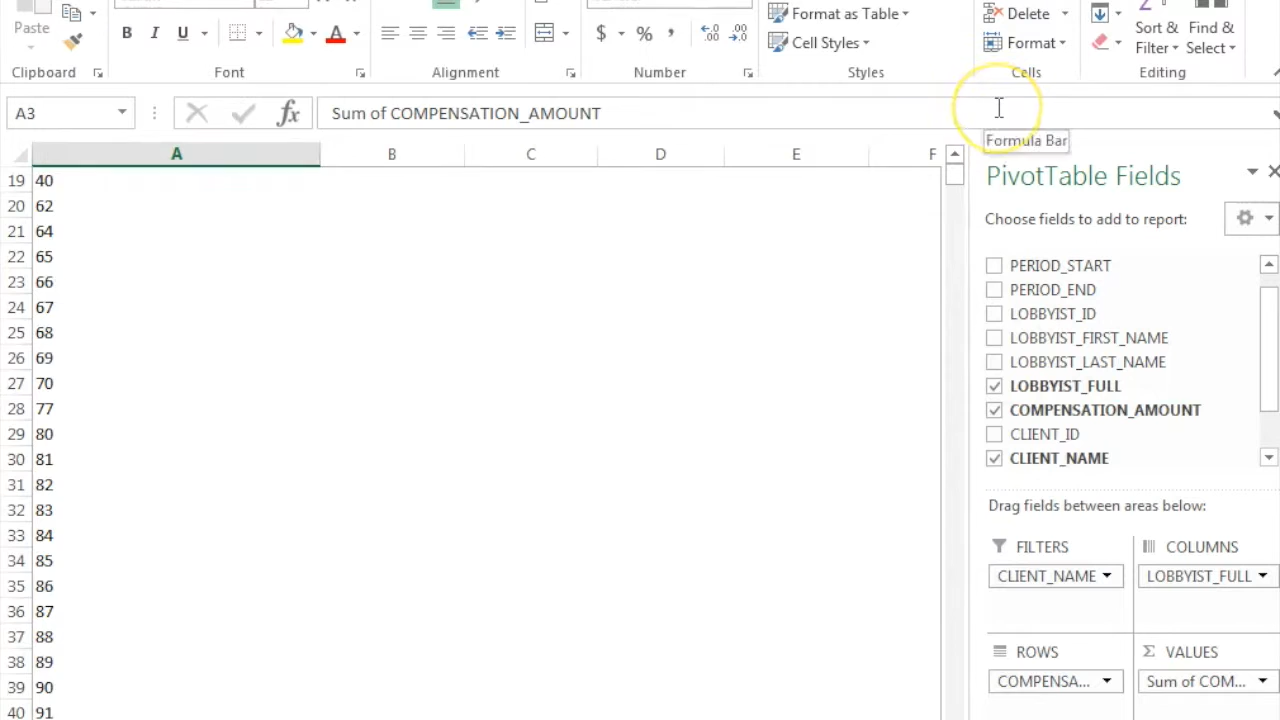 Paste
Format as Table
Delete
Cell Styles
Format
Sort & Filter
Find & Select
B I U A $ % ,
Clipboard Font Alignment Number Styles Cells Editing
A3 fx Sum of COMPENSATION_AMOUNT
Formula Bar
A B C D E F
19 40
20 62
21 64
22 65
23 66
24 67
25 68
26 69
27 70
28 77
29 80
30 81
31 82
32 83
33 84
34 85
35 86
36 87
37 88
38 89
39 90
40 91
PivotTable Fields
Choose fields to add to report:
PERIOD_START
PERIOD_END
LOBBYIST_ID
LOBBYIST_FIRST_NAME
LOBBYIST_LAST_NAME
LOBBYIST_FULL
COMPENSATION_AMOUNT
CLIENT_ID
CLIENT_NAME
Drag fields between areas below:
FILTERS
CLIENT_NAME
COLUMNS
LOBBYIST_FULL
ROWS
COMPENSA...
Σ VALUES
Sum of COM...